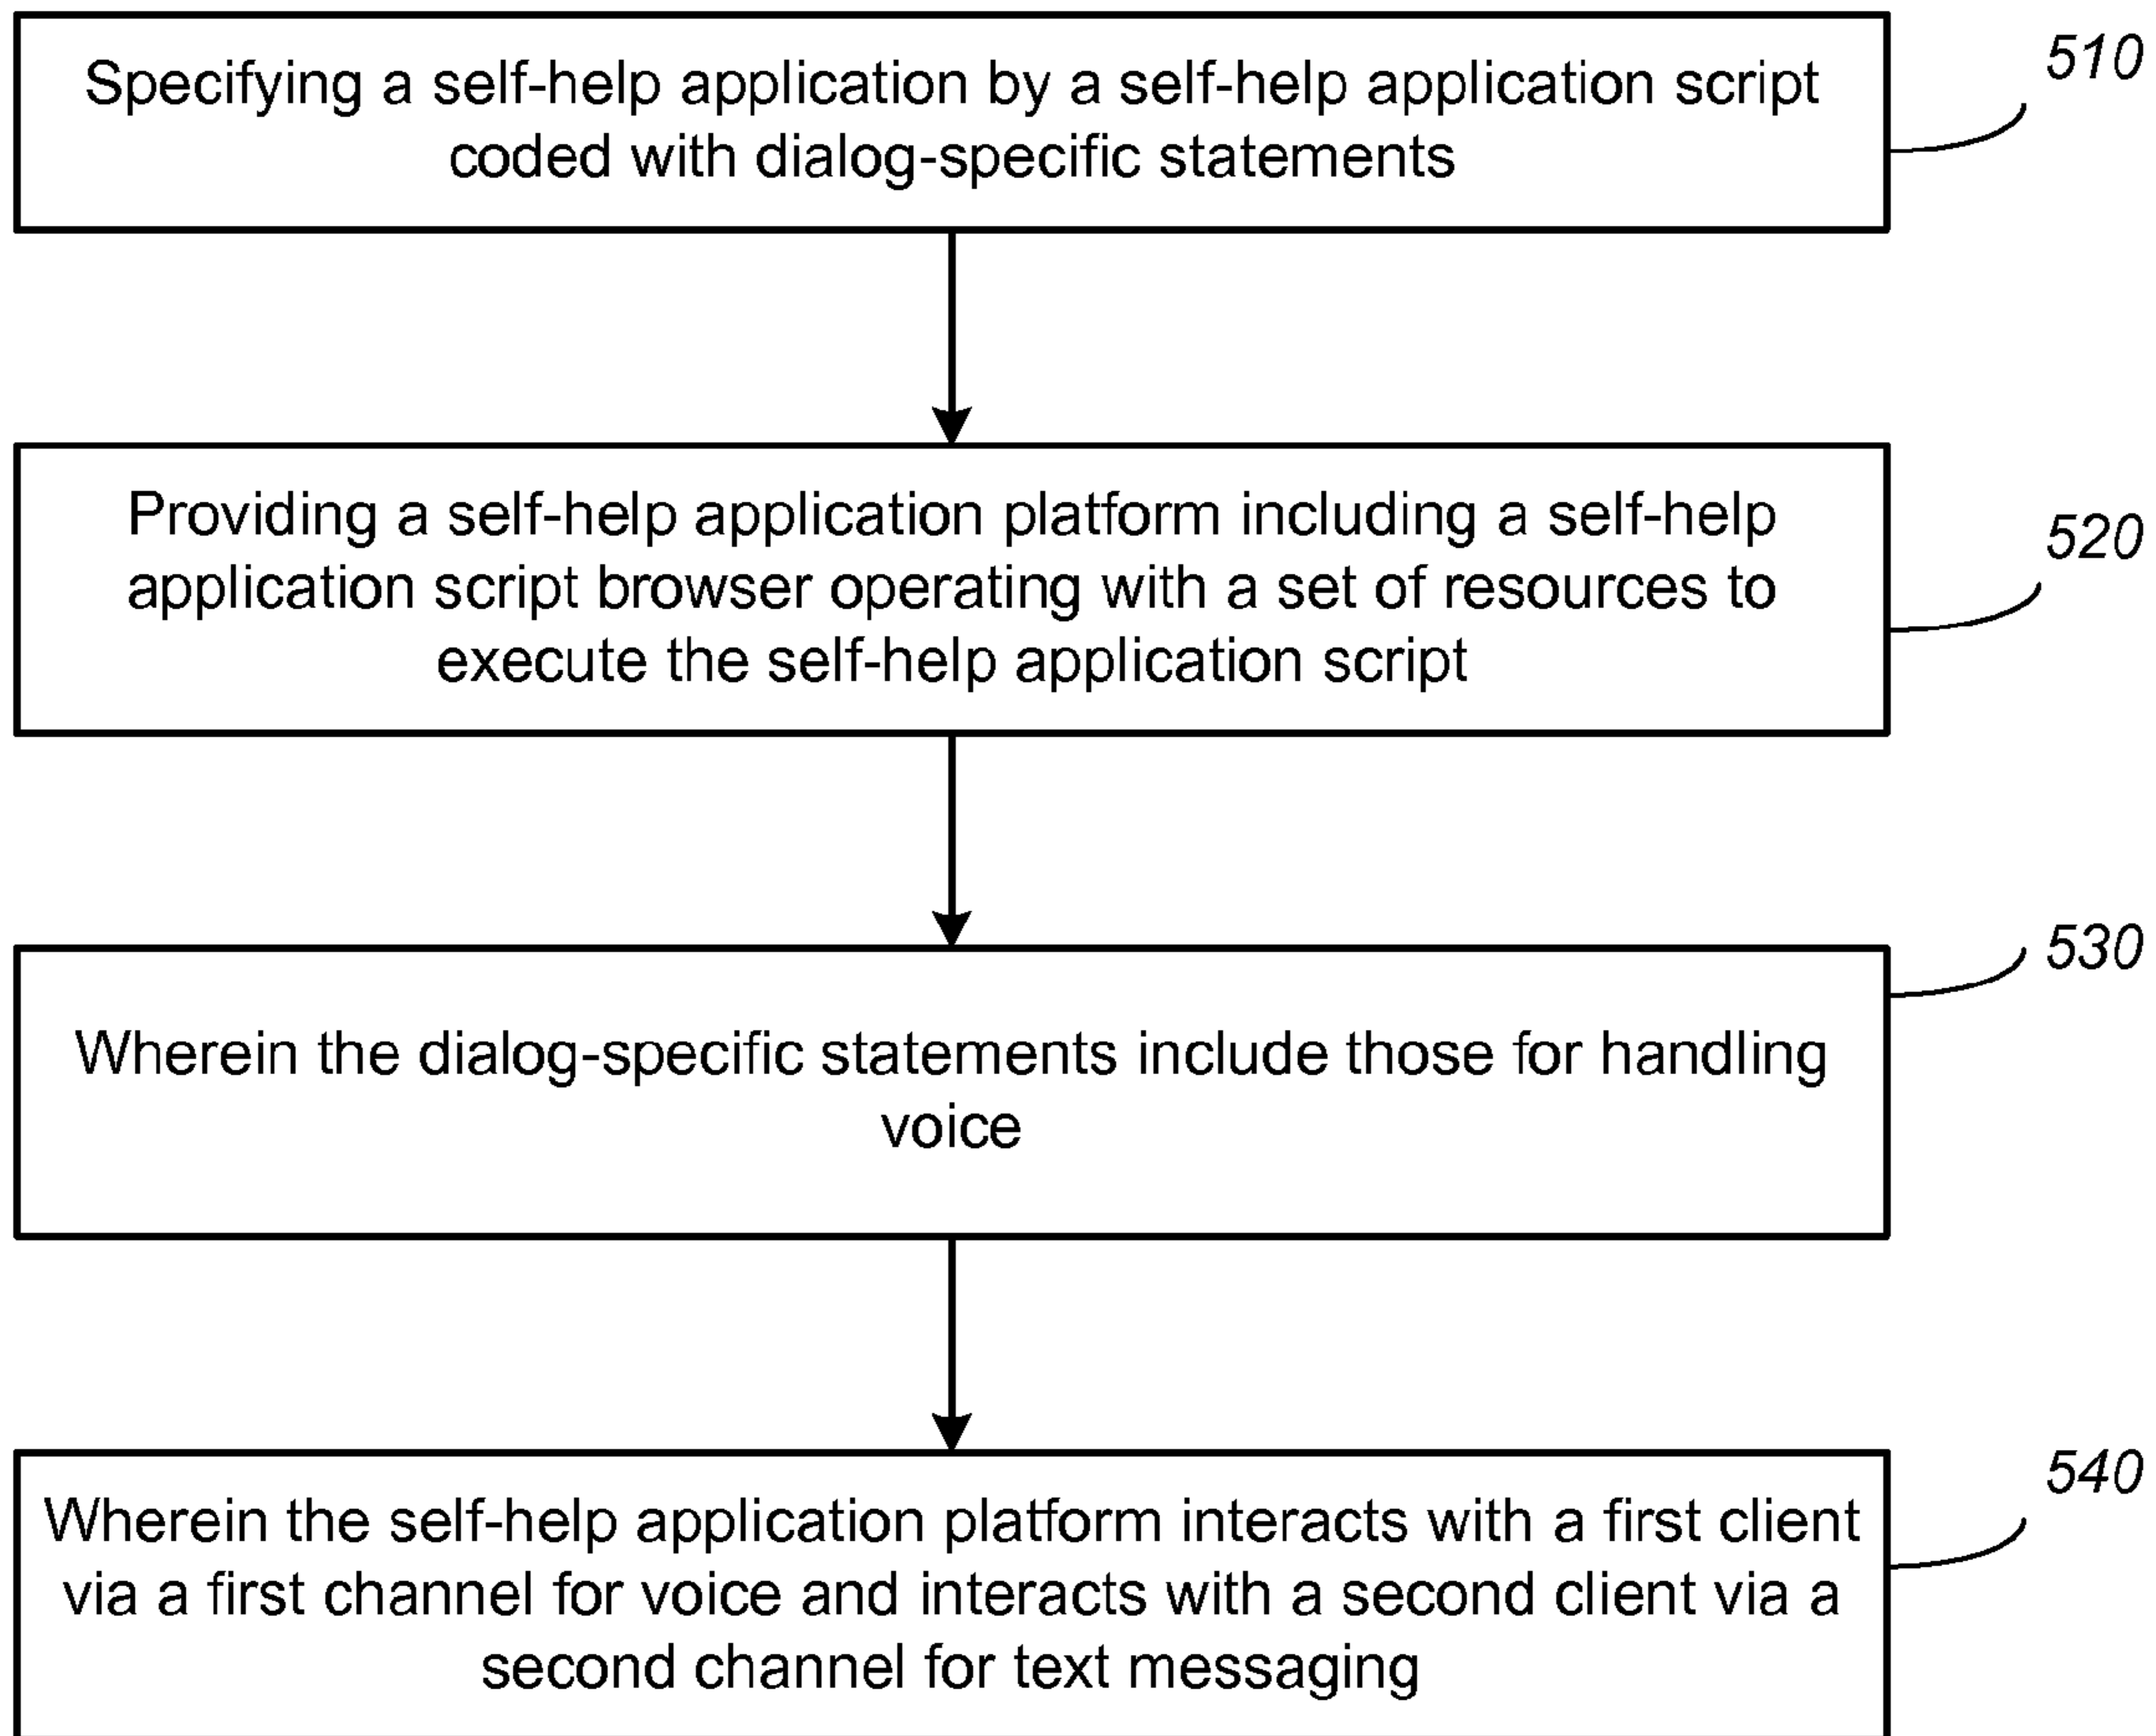 Specifying a self-help application by a self-help application script
coded with dialog-specific statements
510
Providing a self-help application platform including a self-help
application script browser operating with a set of resources to
execute the self-help application script
520
Wherein the dialog-specific statements include those for handling
voice
530
Wherein the self-help application platform interacts with a first client
via a first channel for voice and interacts with a second client via a
second channel for text messaging
540